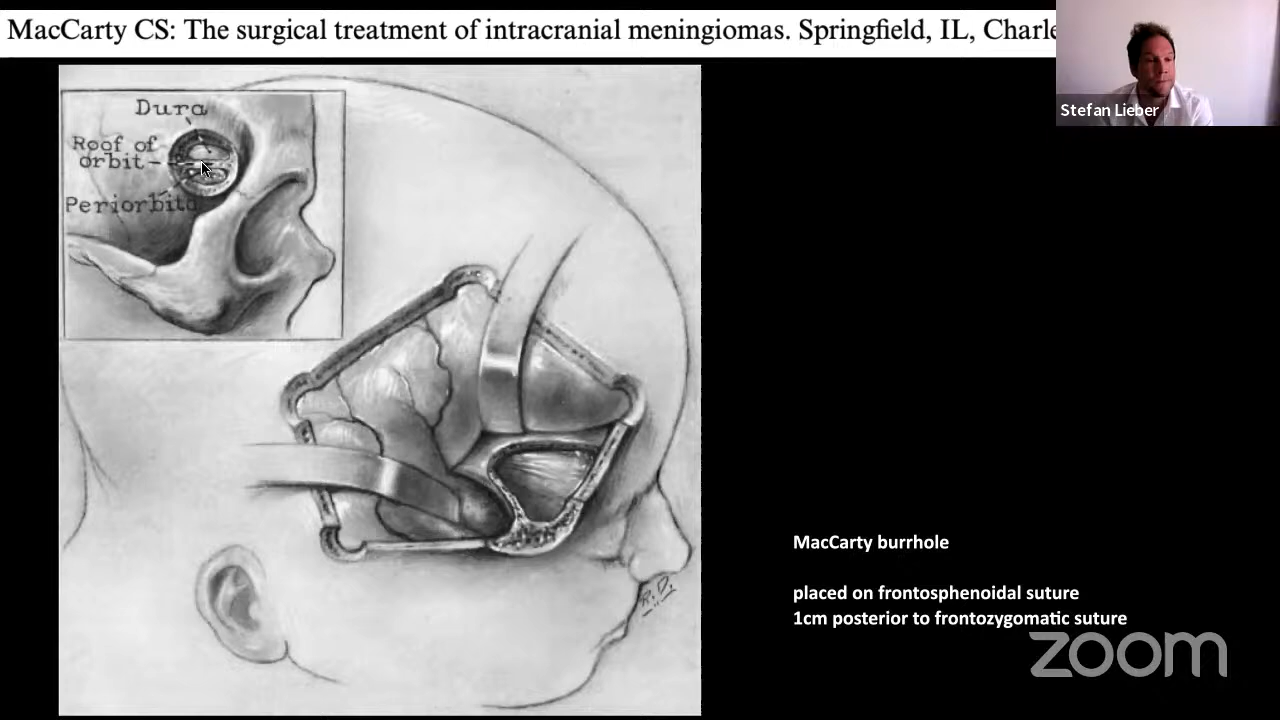 MacCarty CS: The surgical treatment of intracranial meningiomas. Springfield, IL, Charle
Stefan Lieber
Dura
Roof of
orbit
Periorbita
R.D.
MacCarty burrhole
placed on frontosphenoidal suture
1cm posterior to frontozygomatic suture
zoom